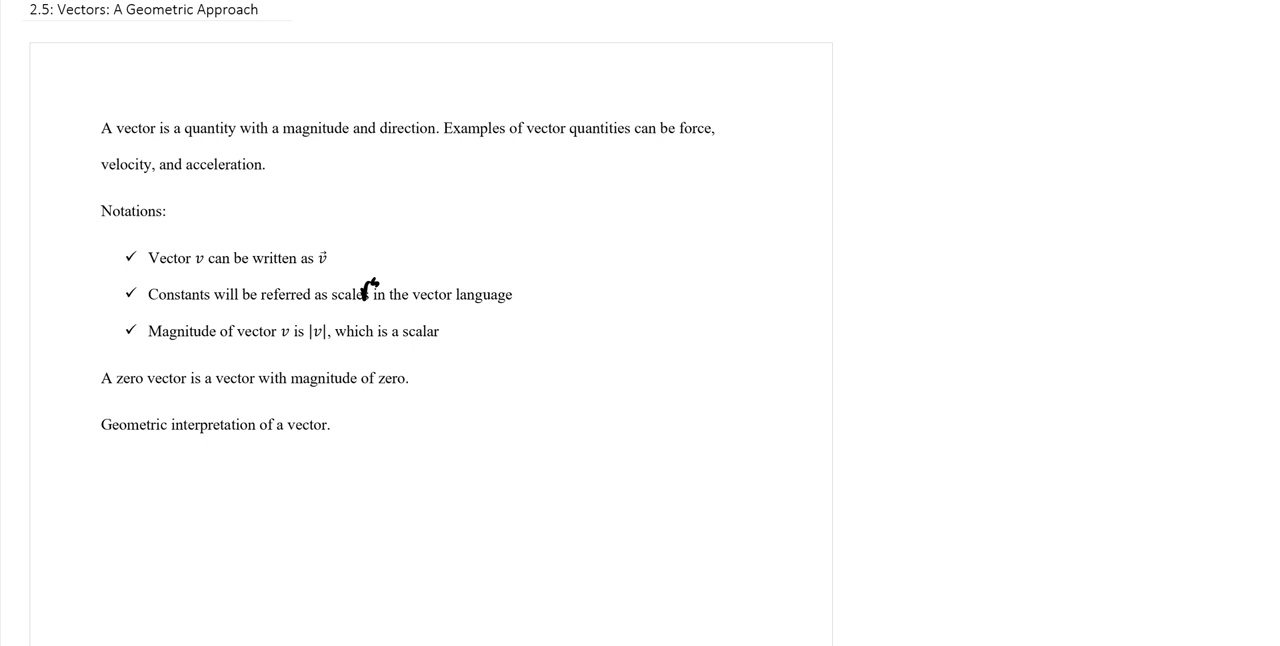 2.5: Vectors: A Geometric Approach
A vector is a quantity with a magnitude and direction. Examples of vector quantities can be force,
velocity, and acceleration.
Notations:
✓ Vector v can be written as v⃗
✓ Constants will be referred as scaler in the vector language
✓ Magnitude of vector v is |v|, which is a scalar
A zero vector is a vector with magnitude of zero.
Geometric interpretation of a vector.